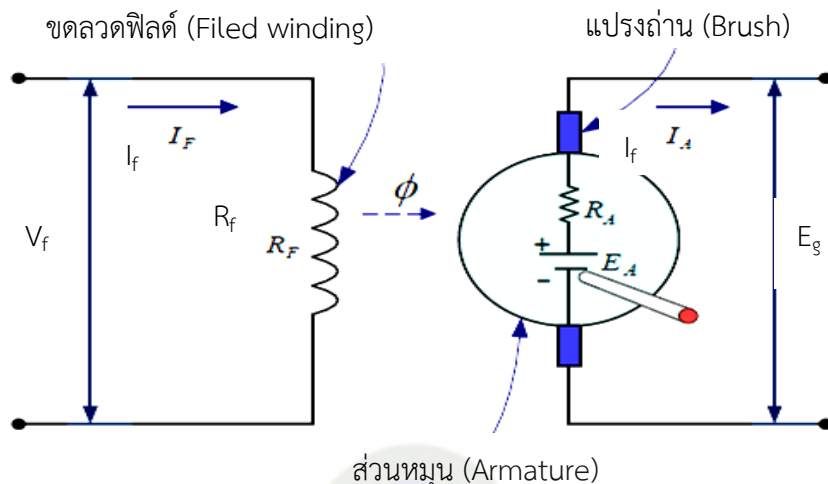 ขดลวดฟิลด์ (Filed winding)
แปรงถ่าน (Brush)
I_F
I_f
I_A
I_f
V_f
R_f
R_F
ϕ
R_A
+
E_A
-
E_g
ส่วนหมุน (Armature)